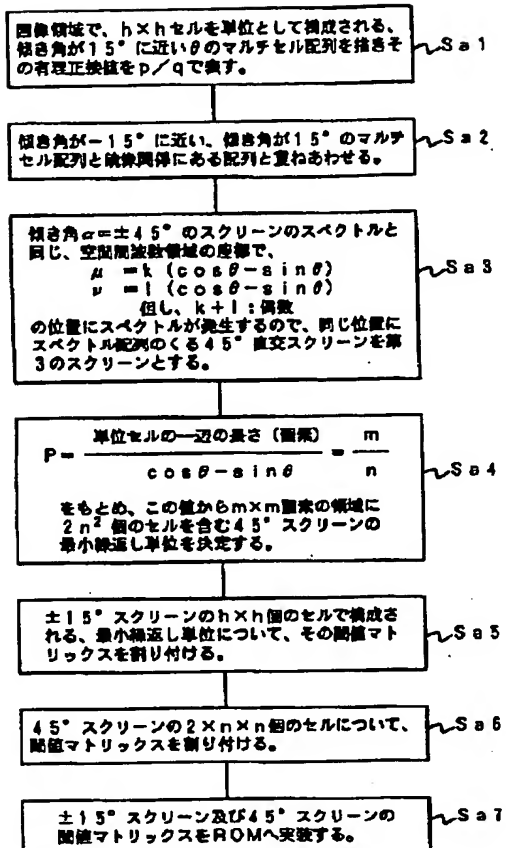 画像領域で、h×hセルを単位として構成される、
傾き角が15°に近いθのマルチセル配列を描きそ
の有理正接値をp/qで表す。
Sa1
傾き角が−15°に近い、傾き角が15°のマルチ
セル配列と鏡像関係にある配列と重ねあわせる。
Sa2
傾き角α=±45°のスクリーンのスペクトルと
同じ、空間周波数領域の座標で、
μ =k (cosθ−sinθ)
ν =l (cosθ−sinθ)
但し、k+l:偶数
の位置にスペクトルが発生するので、同じ位置に
スペクトル配列のくる45°直交スクリーンを第
3のスクリーンとする。
Sa3
単位セルの一辺の長さ(画素) m
P= ――― = ―
cosθ−sinθ n
をもとめ、この値からm×m画素の領域に
2n²個のセルを含む45°スクリーンの
最小繰返し単位を決定する。
Sa4
±15°スクリーンのh×h個のセルで構成さ
れる、最小繰返し単位について、その閾値マト
リックスを割り付ける。
Sa5
45°スクリーンの2×n×n個のセルについて、
閾値マトリックスを割り付ける。
Sa6
±15°スクリーン及び45°スクリーンの
閾値マトリックスをROMへ実装する。
Sa7